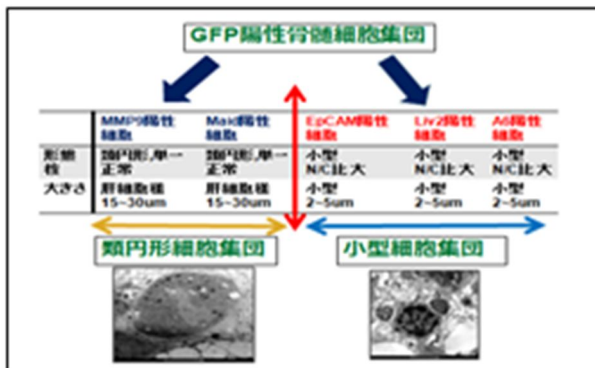 GFP陽性骨髄細胞集団
MMP9陽性細胞 Maid陽性細胞 EpCAM陽性細胞 Liv2陽性細胞 A6陽性細胞
形態 類円形,単一 類円形,単一 小型 小型 小型
核 正常 正常 N/C比大 N/C比大 N/C比大
大きさ 肝細胞様 肝細胞様 小型 小型 小型
15~30um 15~30um 2~5um 2~5um 2~5um
類円形細胞集団 小型細胞集団